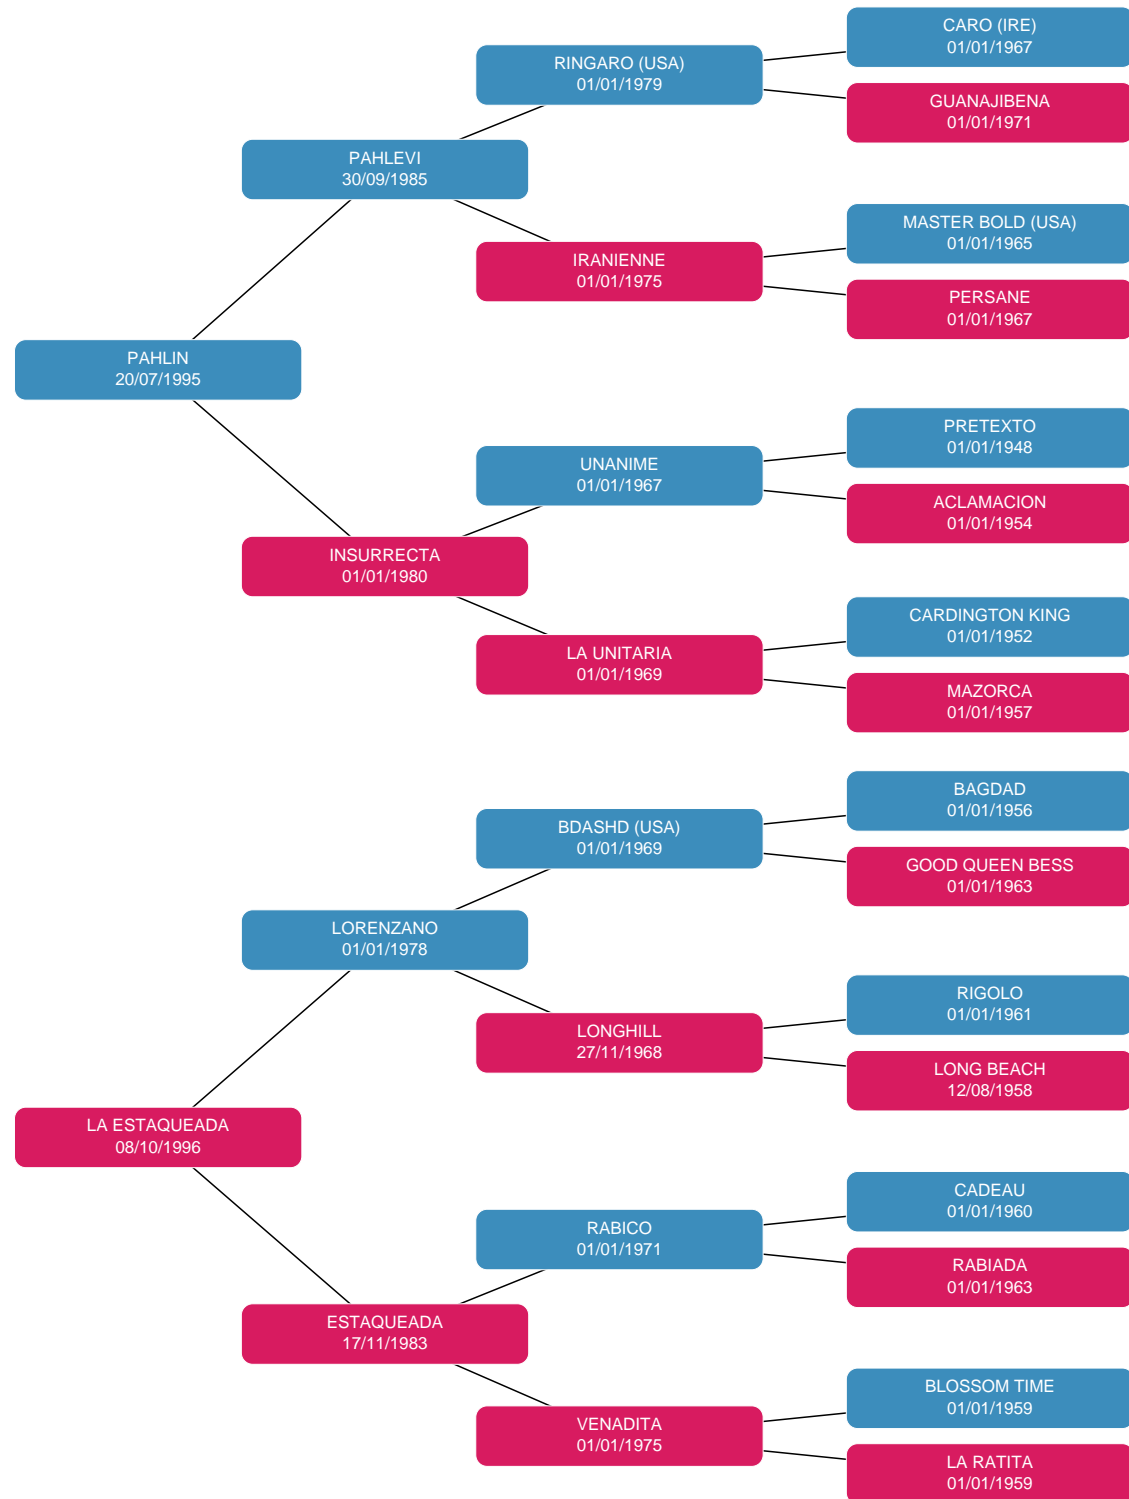 CARO (IRE)
01/01/1967
RINGARO (USA)
01/01/1979
GUANAJIBENA
01/01/1971
PAHLEVI
30/09/1985
MASTER BOLD (USA)
01/01/1965
IRANIENNE
01/01/1975
PERSANE
01/01/1967
PAHLIN
20/07/1995
PRETEXTO
01/01/1948
UNANIME
01/01/1967
ACLAMACION
01/01/1954
INSURRECTA
01/01/1980
CARDINGTON KING
01/01/1952
LA UNITARIA
01/01/1969
MAZORCA
01/01/1957
BAGDAD
01/01/1956
BDASHD (USA)
01/01/1969
GOOD QUEEN BESS
01/01/1963
LORENZANO
01/01/1978
RIGOLO
01/01/1961
LONGHILL
27/11/1968
LONG BEACH
12/08/1958
LA ESTAQUEADA
08/10/1996
CADEAU
01/01/1960
RABICO
01/01/1971
RABIADA
01/01/1963
ESTAQUEADA
17/11/1983
BLOSSOM TIME
01/01/1959
VENADITA
01/01/1975
LA RATITA
01/01/1959